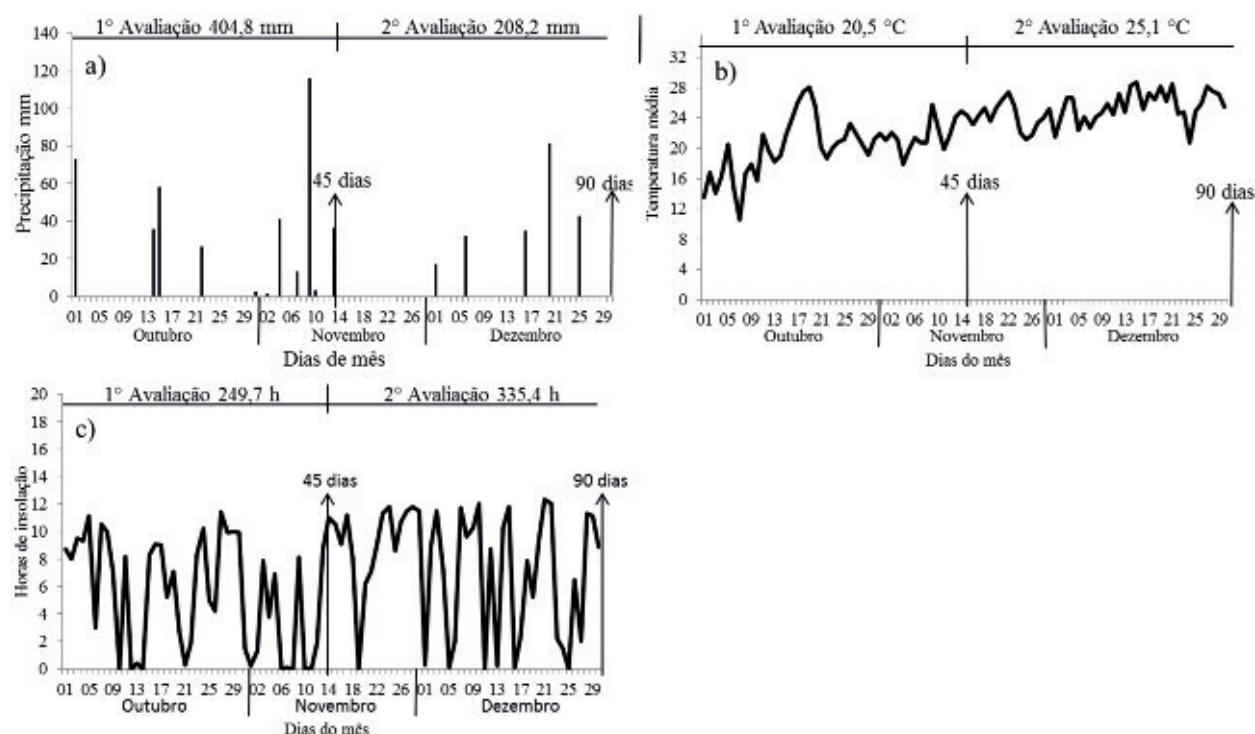 1° Avaliação 404,8 mm 2° Avaliação 208,2 mm
a)
Precipitação mm
140
120
100
80
60
40
20
0
45 dias
90 dias
01 05 09 13 17 21 25 29 02 06 10 14 18 22 26 01 05 09 13 17 21 25 29
Outubro Novembro Dezembro
Dias de mês
1° Avaliação 20,5 °C 2° Avaliação 25,1 °C
b)
Temperatura média
32
28
24
20
16
12
8
4
0
45 dias
90 dias
01 05 09 13 17 21 25 29 02 06 10 14 18 22 26 01 05 09 13 17 21 25 29
Outubro Novembro Dezembro
Dias do mês
1° Avaliação 249,7 h 2° Avaliação 335,4 h
c)
Horas de insolação
20
18
16
14
12
10
8
6
4
2
0
45 dias
90 dias
01 05 09 13 17 21 25 29 02 06 10 14 18 22 26 01 05 09 13 17 21 25 29
Outubro Novembro Dezembro
Dias do mês